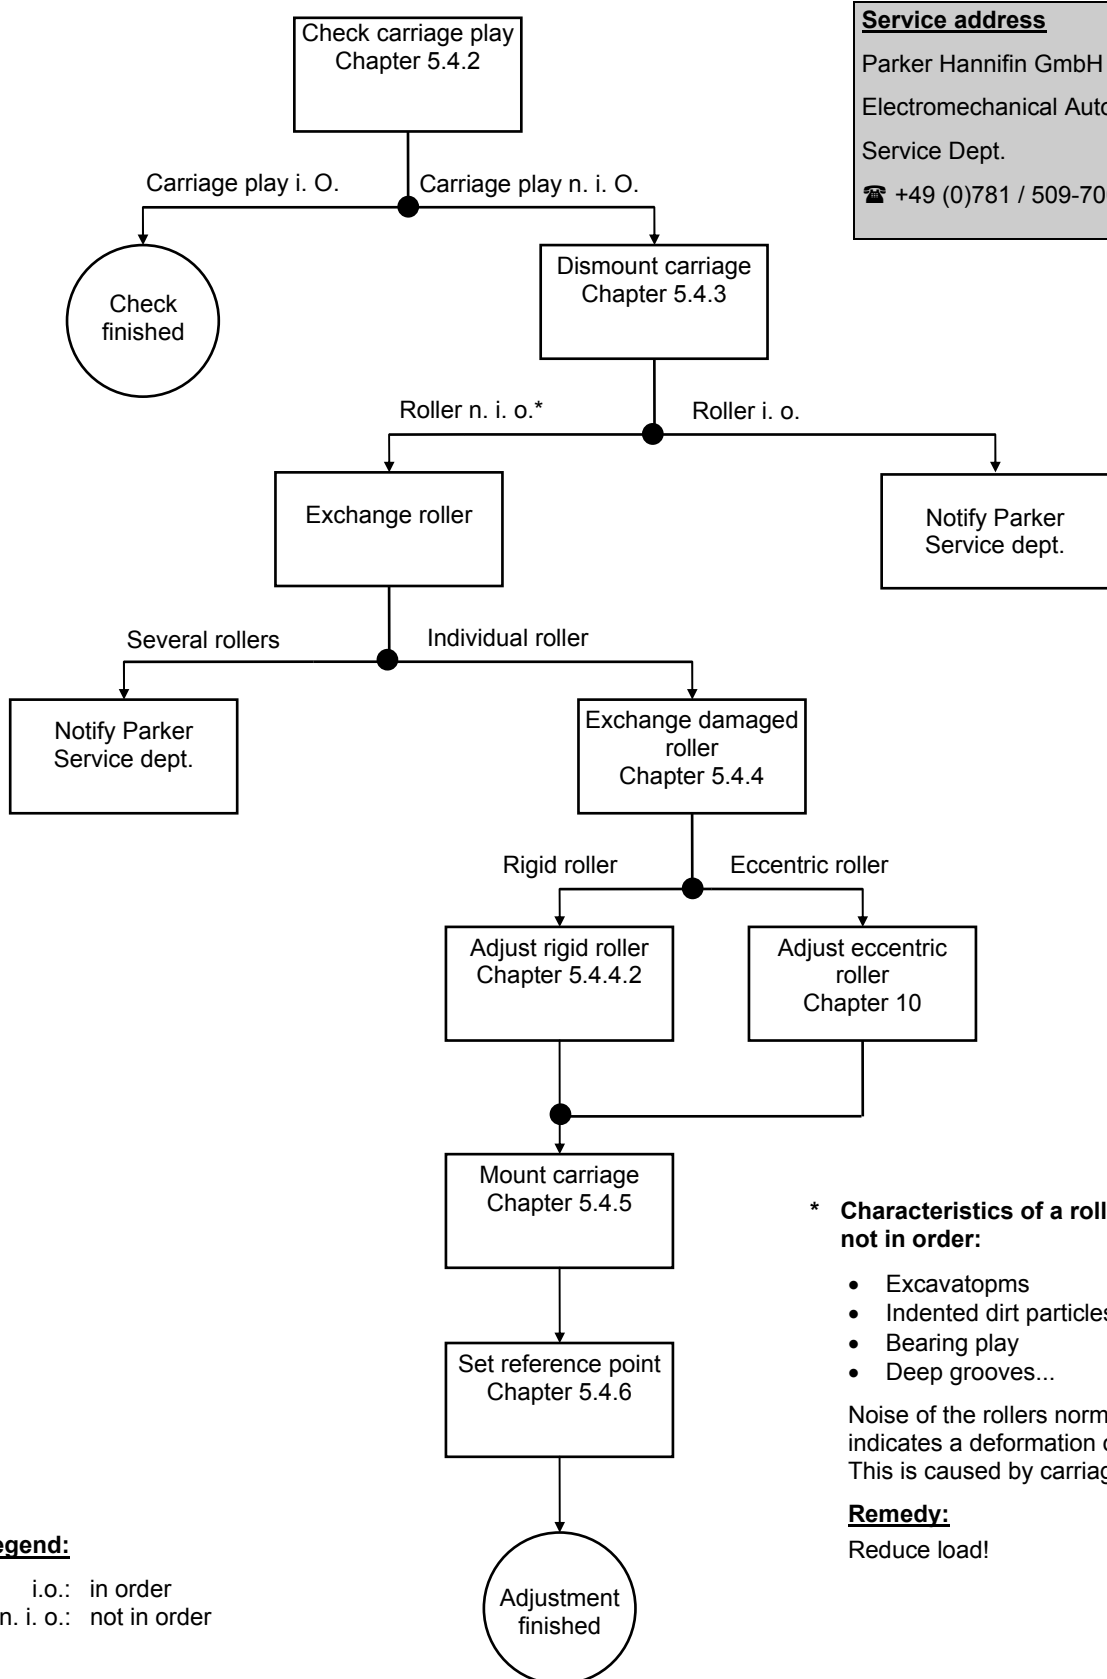 Check carriage play
Chapter 5.4.2
Service address
Parker Hannifin GmbH
Electromechanical
Service Dept.
☎ +49 (0)781 / 509-70
Carriage play i. O.
Carriage play n. i. O.
Check
finished
Dismount carriage
Chapter 5.4.3
Roller n. i. o.*
Roller i. o.
Exchange roller
Notify Parker
Service dept.
Several rollers
Individual roller
Notify Parker
Service dept.
Exchange damaged
roller
Chapter 5.4.4
Rigid roller
Eccentric roller
Adjust rigid roller
Chapter 5.4.4.2
Adjust eccentric
roller
Chapter 10
Mount carriage
Chapter 5.4.5
Set reference point
Chapter 5.4.6
Adjustment
finished
* Characteristics of a
not in order:
• Excavatopms
• Indented dirt particles
• Bearing play
• Deep grooves...
Noise of the rollers
indicates a deformation
This is caused by
Remedy:
Reduce load!
egend:
i.o.: in order
n. i. o.: not in order